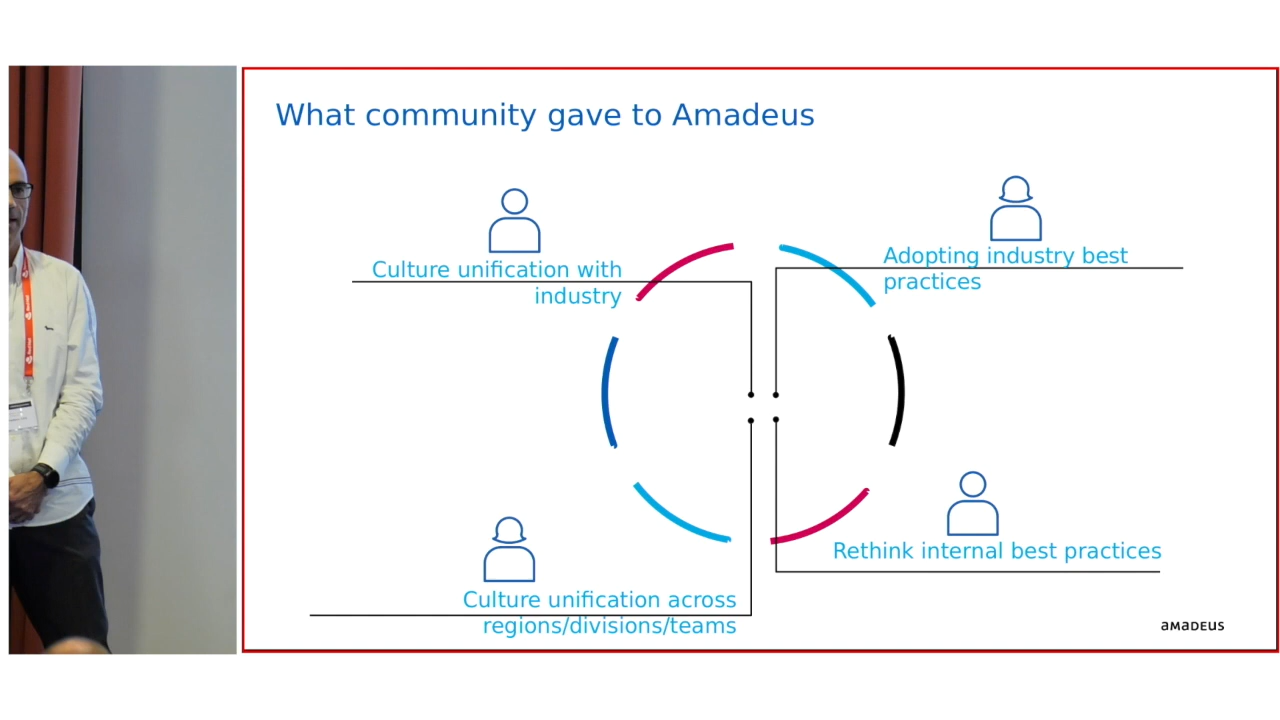 What community gave to Amadeus
Culture unification with
industry
Adopting industry best
practices
Rethink internal best practices
Culture unification across
regions/divisions/teams
amadeus